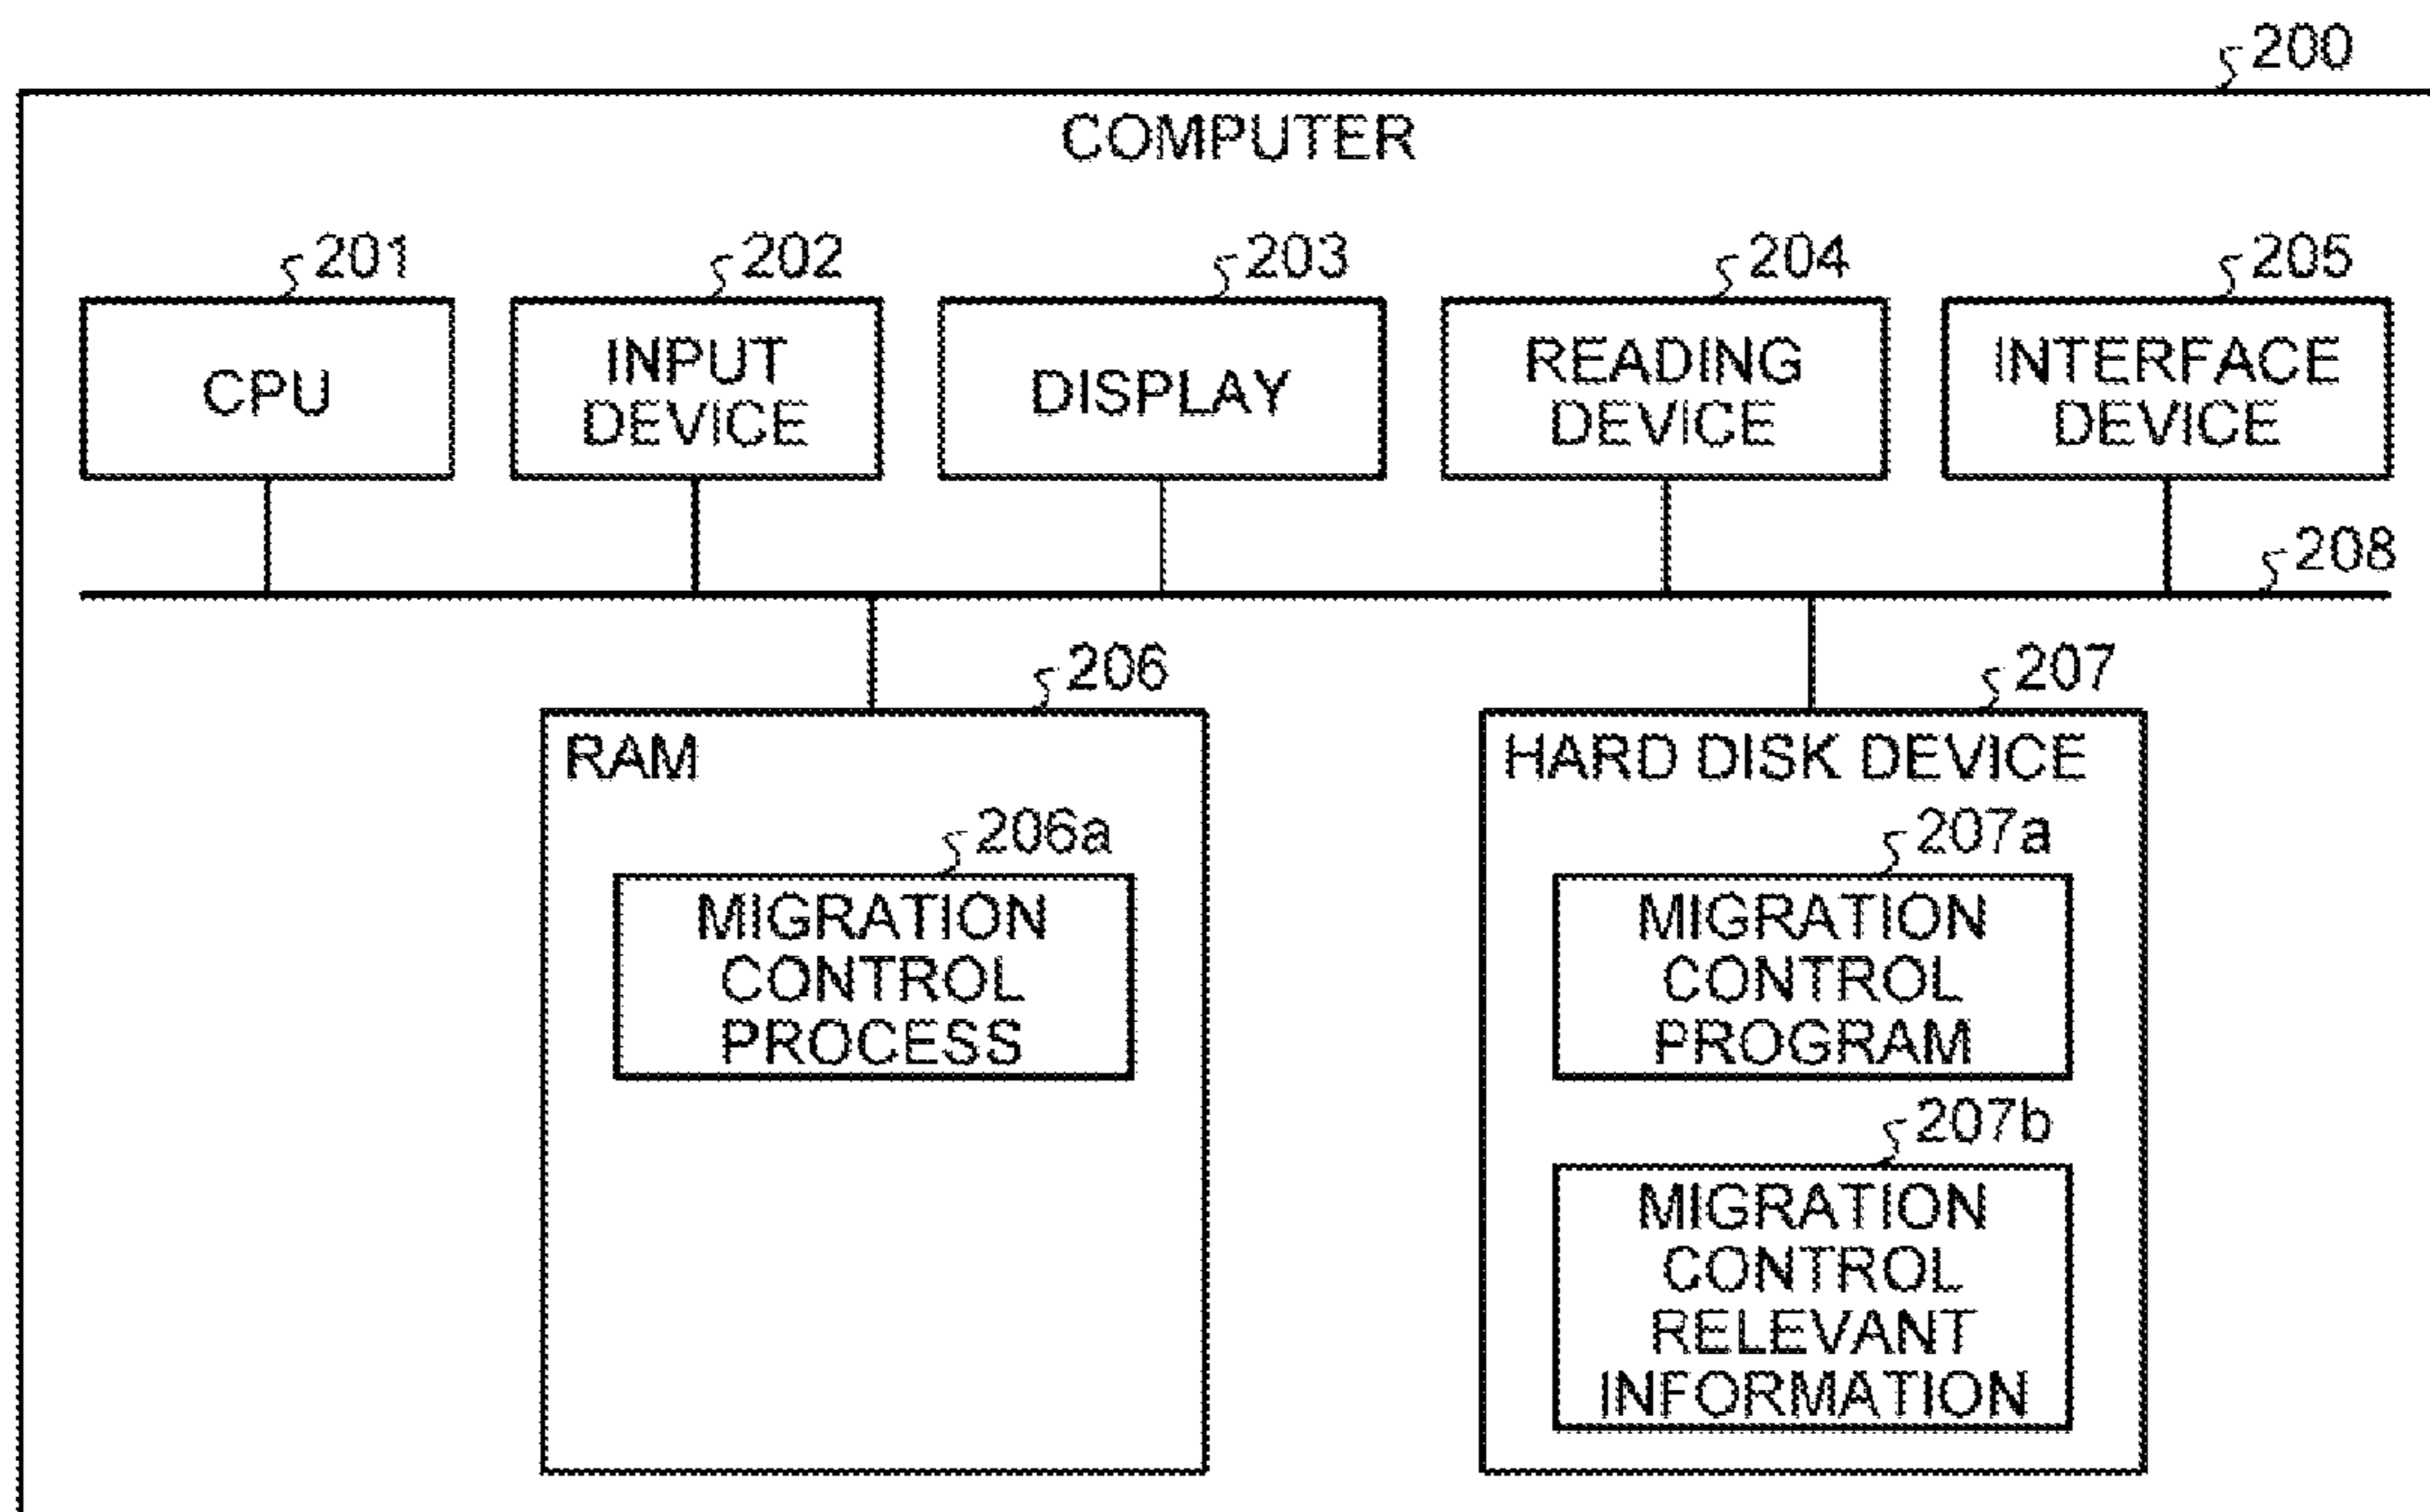 200
COMPUTER
201
202
203
204
205
CPU
INPUT
DEVICE
DISPLAY
READING
DEVICE
INTERFACE
DEVICE
208
206
207
RAM
HARD DISK DEVICE
206a
207a
MIGRATION
CONTROL
PROCESS
MIGRATION
CONTROL
PROGRAM
207b
MIGRATION
CONTROL
RELEVANT
INFORMATION